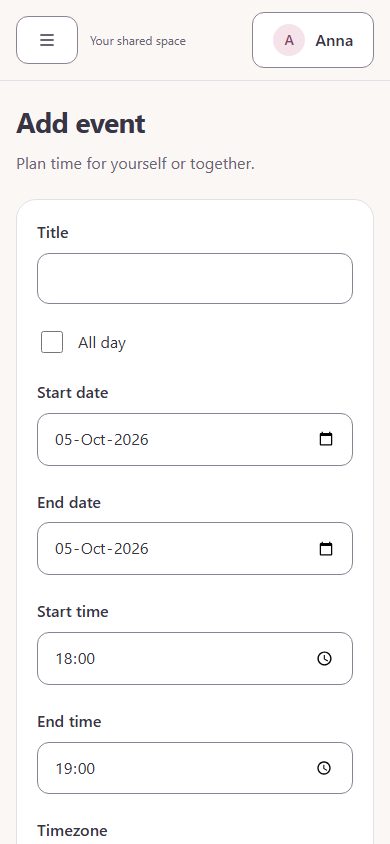 Your shared space
A Anna
Add event
Plan time for yourself or together.
Title
All day
Start date
05-Oct-2026
End date
05-Oct-2026
Start time
18:00
End time
19:00
Timezone